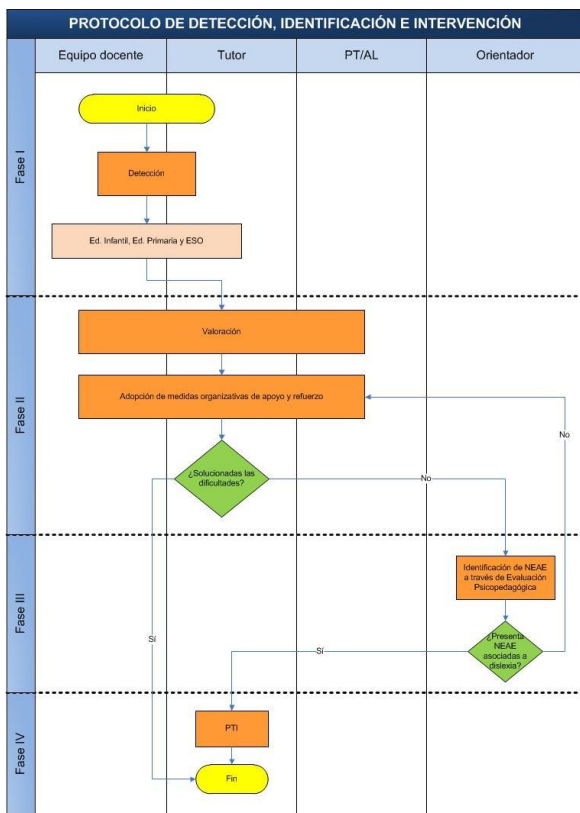 PROTOCOLO DE DETECCIÓN, IDENTIFICACIÓN E INTERVENCIÓN
Equipo docente
Tutor
PT/AL
Orientador
Fase I
Inicio
Detección
Ed. Infantil, Ed. Primaria y ESO
Fase II
Valoración
Adopción de medidas organizativas de apoyo y refuerzo
No
¿Solucionadas las
dificultades?
No
Fase III
Identificación de NEAE
a través de Evaluación
Psicopedagógica
¿Presenta
NEAE
asociadas a
dislexia?
Sí
Sí
Fase IV
PTI
Fin